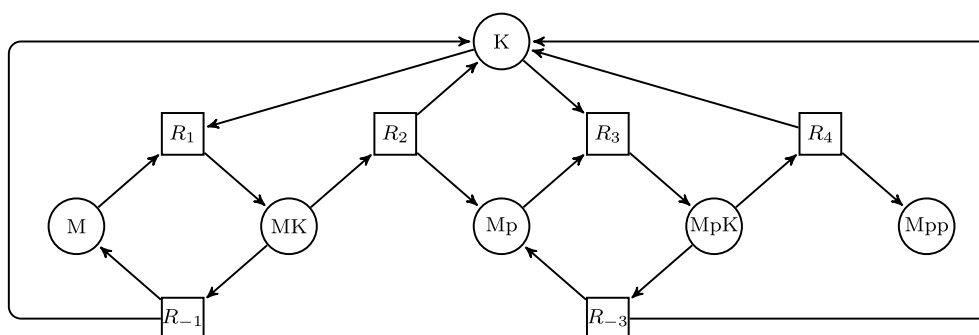 K
R₁ R₂ R₃ R₄
M MK Mp MpK Mpp
R₋₁ R₋₃